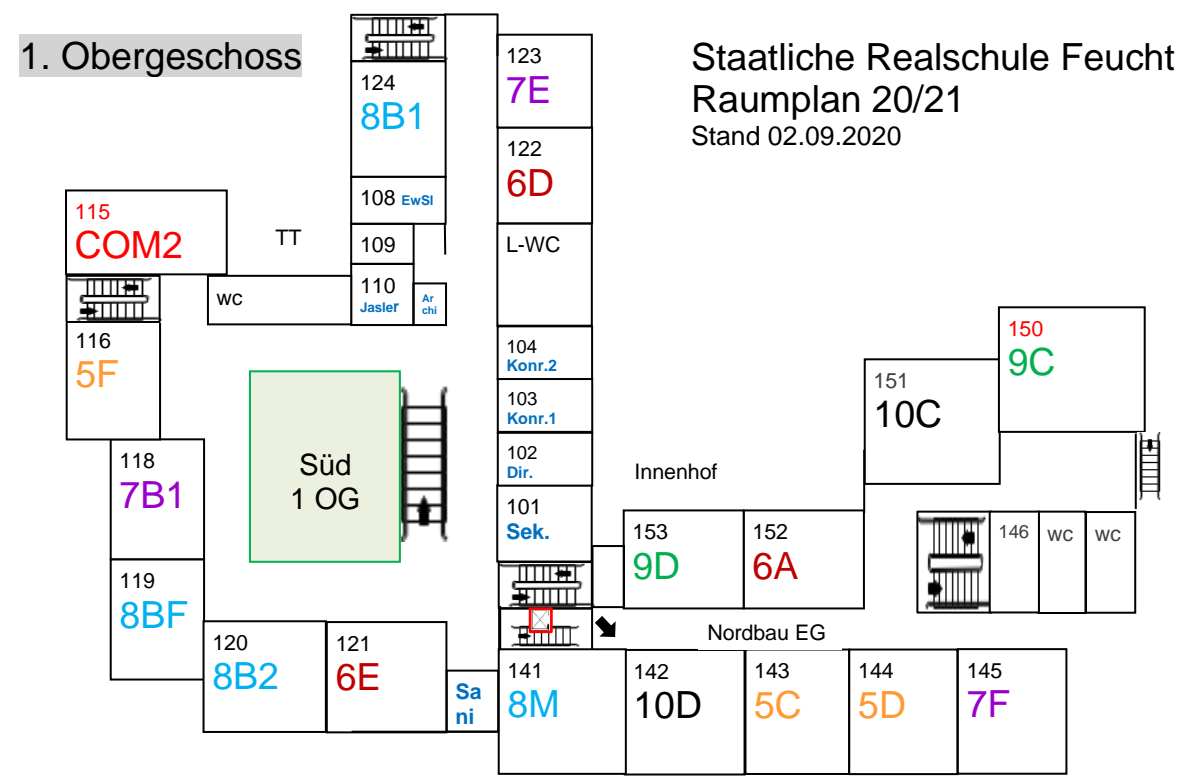 1. Obergeschoss
Staatliche Realschule Feucht
Raumplan 20/21
Stand 02.09.2020
123
7E
124
8B1
122
6D
108 EwSl
115
COM2
TT
109
L-WC
110
Jasler
Ar
chi
wc
116
5F
104
Konr.2
103
Konr.1
102
Dir.
101
Sek.
150
9C
151
10C
118
7B1
Süd
1 OG
Innenhof
153
9D
152
6A
146
wc
wc
119
8BF
120
8B2
121
6E
Nordbau EG
Sa
ni
141
8M
142
10D
143
5C
144
5D
145
7F